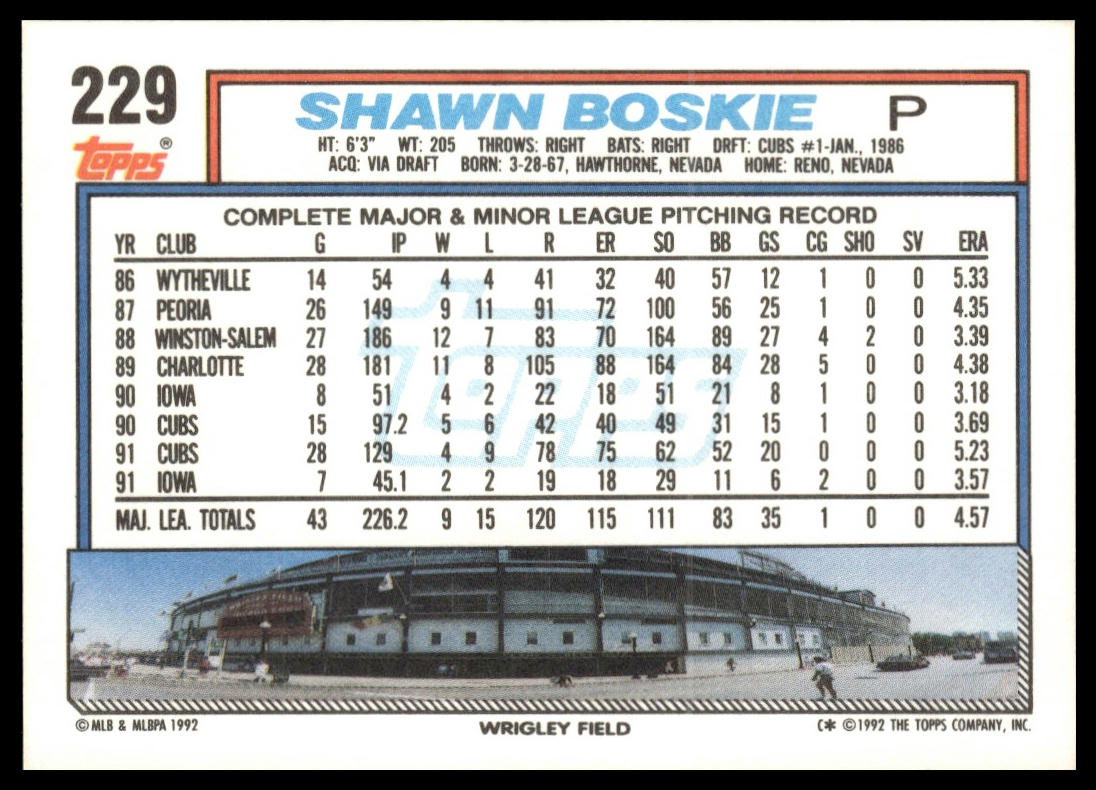 229
Topps®
SHAWN BOSKIE P
HT: 6'3" WT: 205 THROWS: RIGHT BATS: RIGHT DRFT: CUBS #1-JAN., 1986
ACQ: VIA DRAFT BORN: 3-28-67, HAWTHORNE, NEVADA HOME: RENO, NEVADA
COMPLETE MAJOR & MINOR LEAGUE PITCHING RECORD
YR CLUB G IP W L R ER SO BB GS CG SHO SV ERA
86 WYTHEVILLE 14 54 4 4 41 32 40 57 12 1 0 0 5.33
87 PEORIA 26 149 9 11 91 72 100 56 25 1 0 0 4.35
88 WINSTON-SALEM 27 186 12 7 83 70 164 89 27 4 2 0 3.39
89 CHARLOTTE 28 181 11 8 105 88 164 84 28 5 0 0 4.38
90 IOWA 8 51 4 2 22 18 51 21 8 1 0 0 3.18
90 CUBS 15 97.2 5 6 42 40 49 31 15 1 0 0 3.69
91 CUBS 28 129 4 9 78 75 62 52 20 0 0 0 5.23
91 IOWA 7 45.1 2 2 19 18 29 11 6 2 0 0 3.57
MAJ. LEA. TOTALS 43 226.2 9 15 120 115 111 83 35 1 0 0 4.57
Topps
©MLB & MLBPA 1992
WRIGLEY FIELD
C* ©1992 THE TOPPS COMPANY, INC.